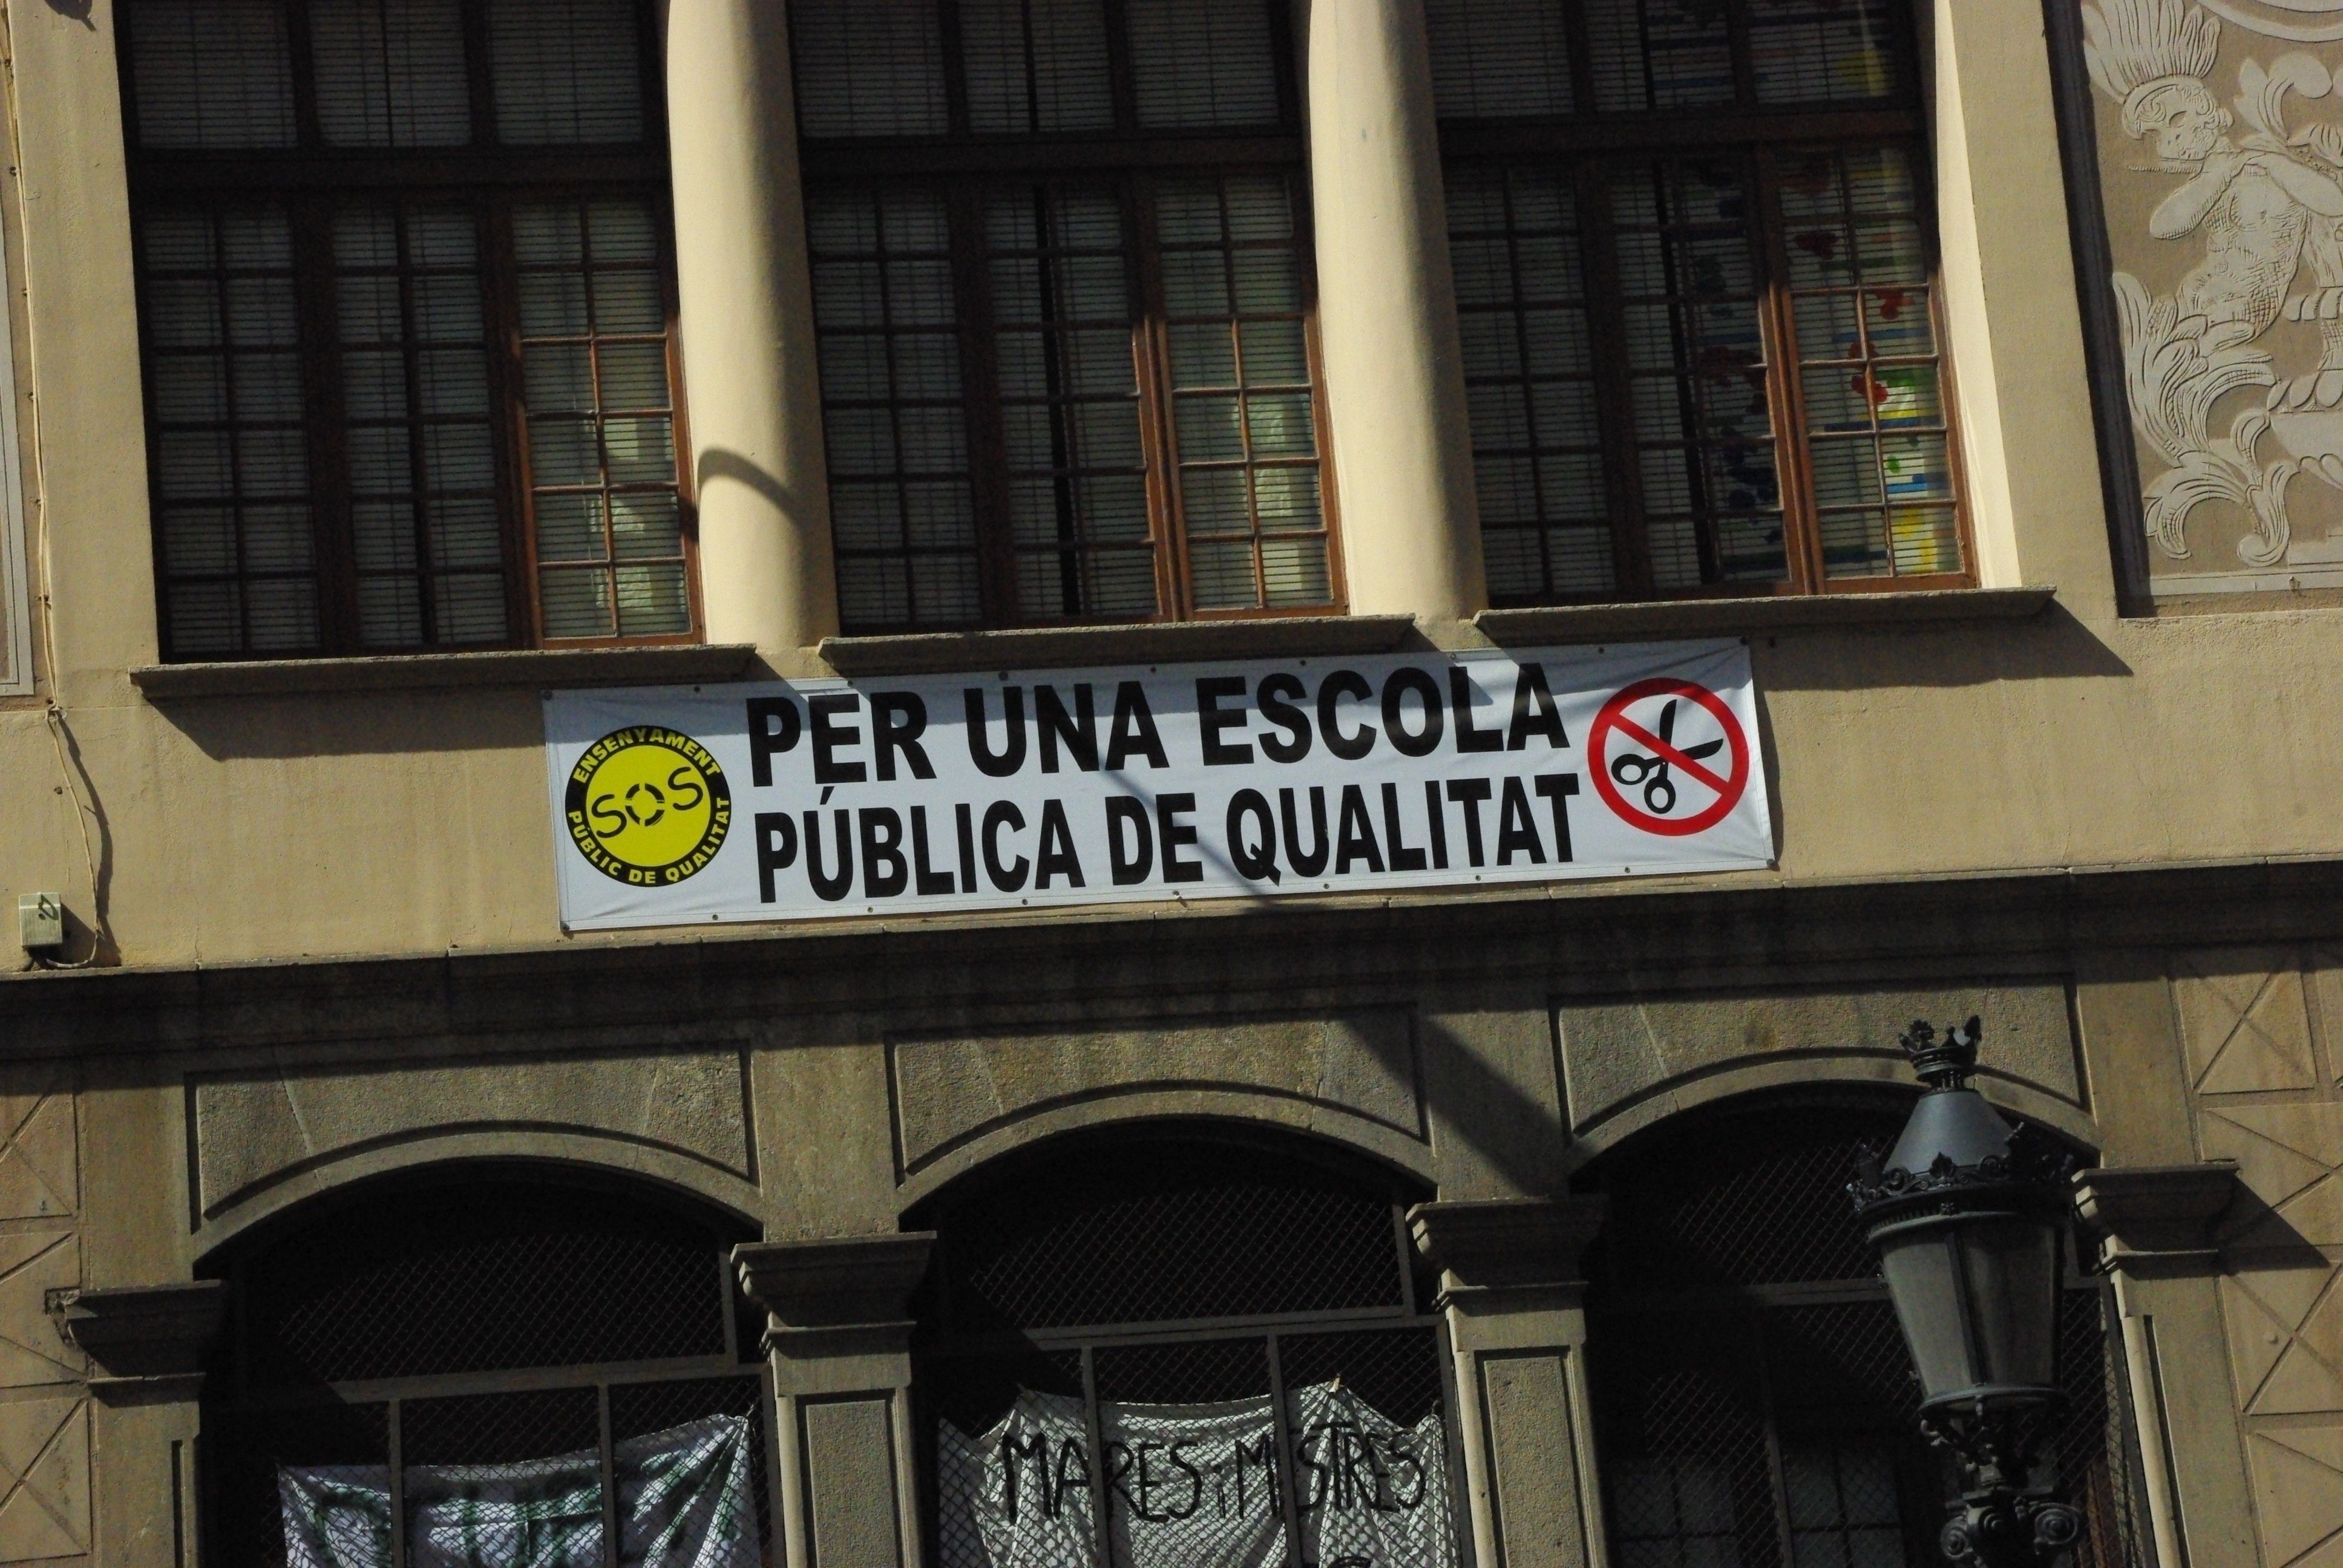 ENSENYAMENT
SOS
PÚBLIC DE QUALITAT
PER UNA ESCOLA
PÚBLICA DE QUALITAT
MARES i MESTRES